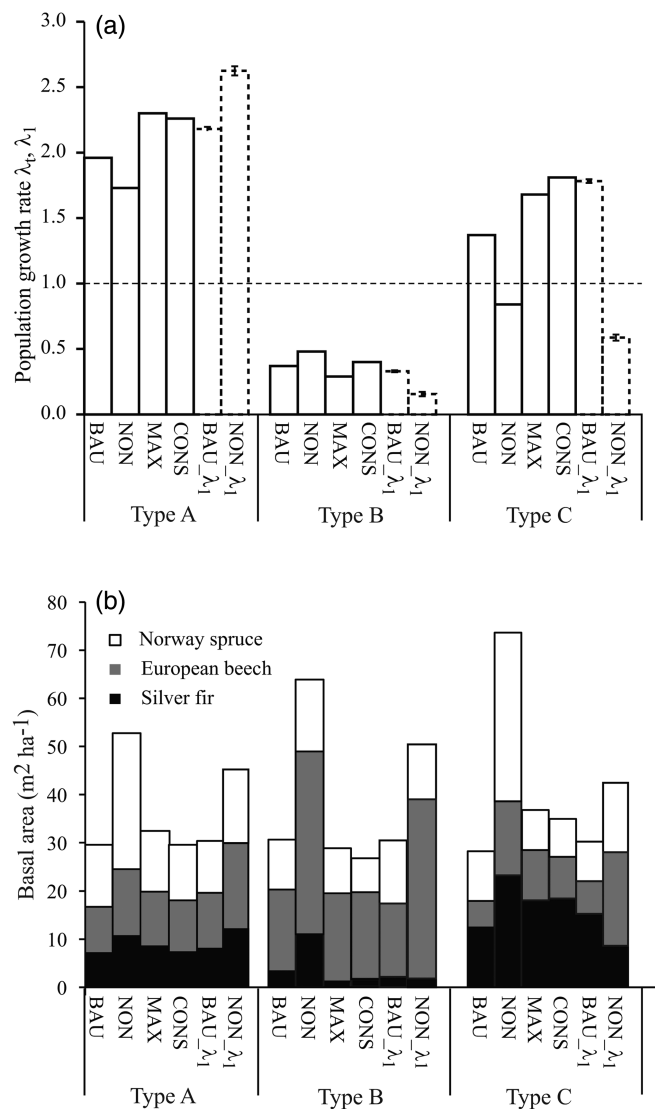 (a)
Population growth rate λt, λ1
3.0
2.5
2.0
1.5
1.0
0.5
0.0
BAU NON MAX CONS BAU_λ1 NON_λ1
BAU NON MAX CONS BAU_λ1 NON_λ1
BAU NON MAX CONS BAU_λ1 NON_λ1
Type A Type B Type C
(b)
Basal area (m2 ha-1)
80
70
60
50
40
30
20
10
0
Norway spruce
European beech
Silver fir
BAU NON MAX CONS BAU_λ1 NON_λ1
BAU NON MAX CONS BAU_λ1 NON_λ1
BAU NON MAX CONS BAU_λ1 NON_λ1
Type A Type B Type C